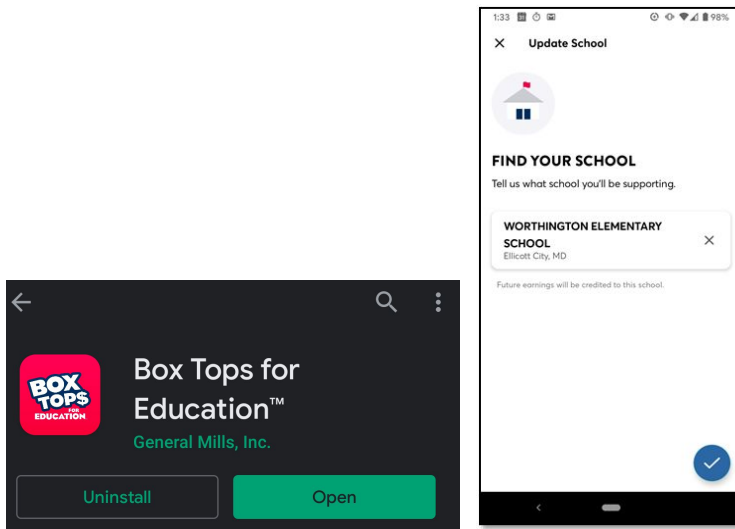 BOX
TOPS
FOR
EDUCATION
Box Tops for
Education™
General Mills, Inc.
Uninstall
Open
1:33
98%
Update School
FIND YOUR SCHOOL
Tell us what school you'll be supporting.
WORTHINGTON ELEMENTARY
SCHOOL
Ellicott City, MD
Future earnings will be credited to this school.